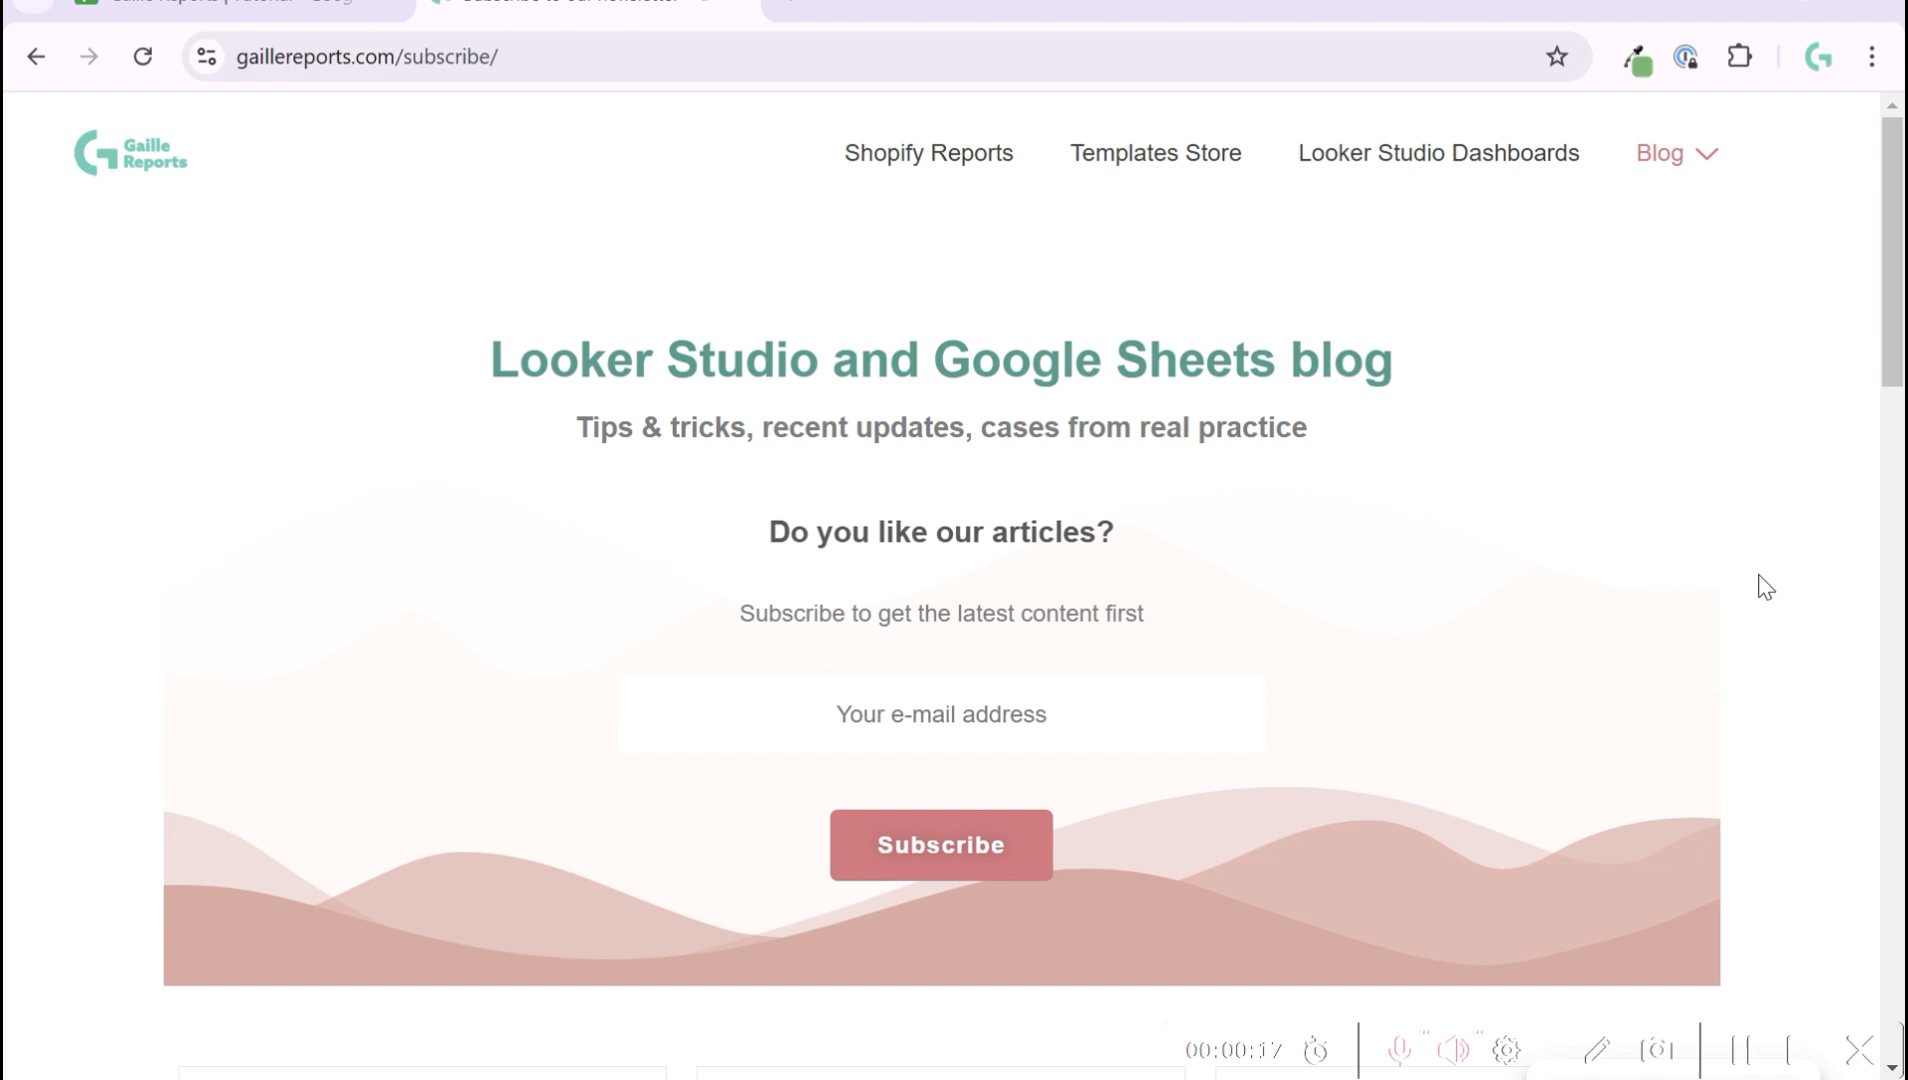 gaillereports.com/subscribe/
Gaille
Reports
Shopify Reports
Templates Store
Looker Studio Dashboards
Blog
Looker Studio and Google Sheets blog
Tips & tricks, recent updates, cases from real practice
Do you like our articles?
Subscribe to get the latest content first
Your e-mail address
Subscribe
00:00:17